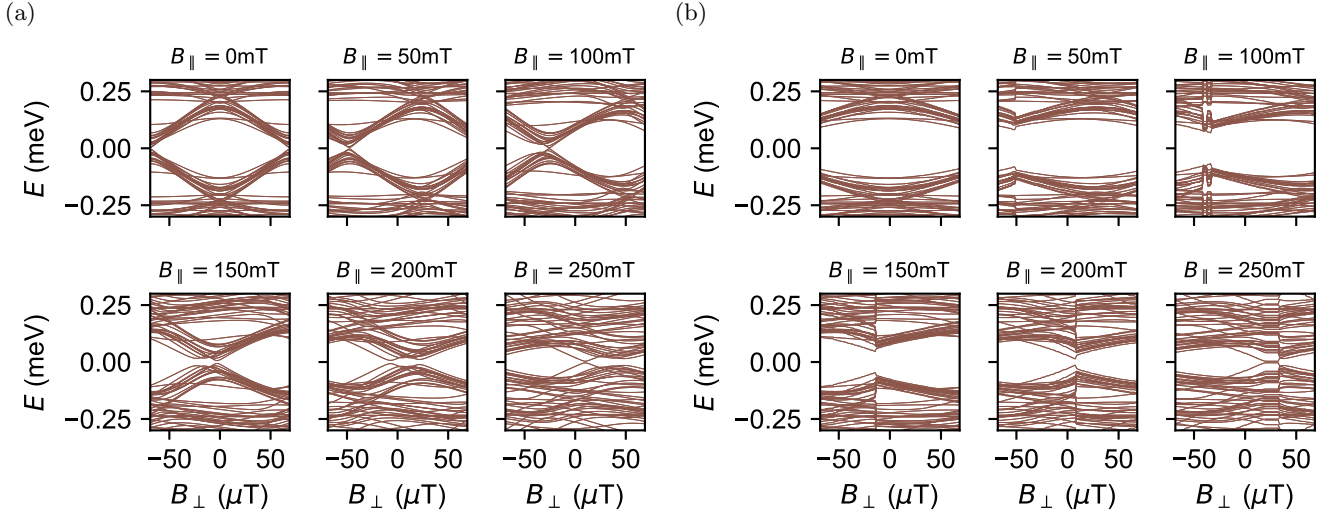 (a)
(b)
B∥ = 0mT
B∥ = 50mT
B∥ = 100mT
B∥ = 0mT
B∥ = 50mT
B∥ = 100mT
E (meV)
0.25
0.00
−0.25
E (meV)
0.25
0.00
−0.25
B∥ = 150mT
B∥ = 200mT
B∥ = 250mT
B∥ = 150mT
B∥ = 200mT
B∥ = 250mT
E (meV)
0.25
0.00
−0.25
E (meV)
0.25
0.00
−0.25
−50 0 50
−50 0 50
−50 0 50
−50 0 50
−50 0 50
−50 0 50
B⊥ (μT)
B⊥ (μT)
B⊥ (μT)
B⊥ (μT)
B⊥ (μT)
B⊥ (μT)